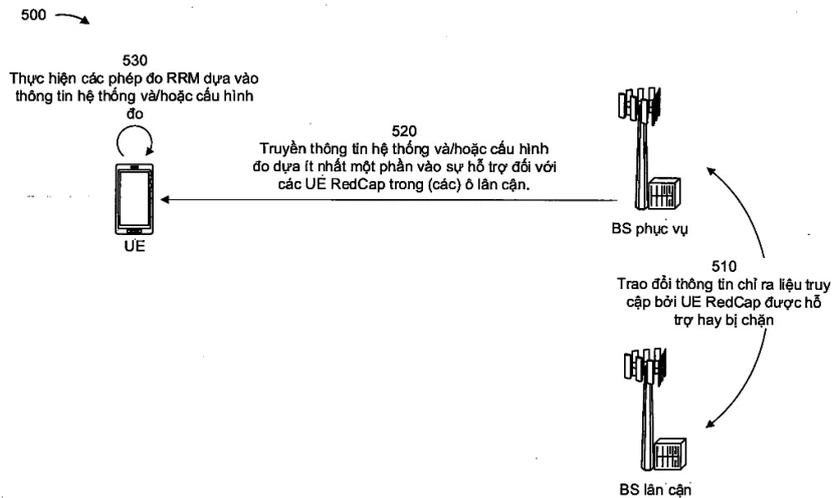 500
530
Thực hiện các phép đo RRM dựa vào
thông tin hệ thống và/hoặc cấu hình
đo
520
Truyền thông tin hệ thống và/hoặc cấu hình
đo dựa ít nhất một phần vào sự hỗ trợ đối với
các UE RedCap trong (các) ô lân cận.
UE
BS phục vụ
510
Trao đổi thông tin chỉ ra liệu truy
cập bởi UE RedCap được hỗ
trợ hay bị chặn
BS lân cận